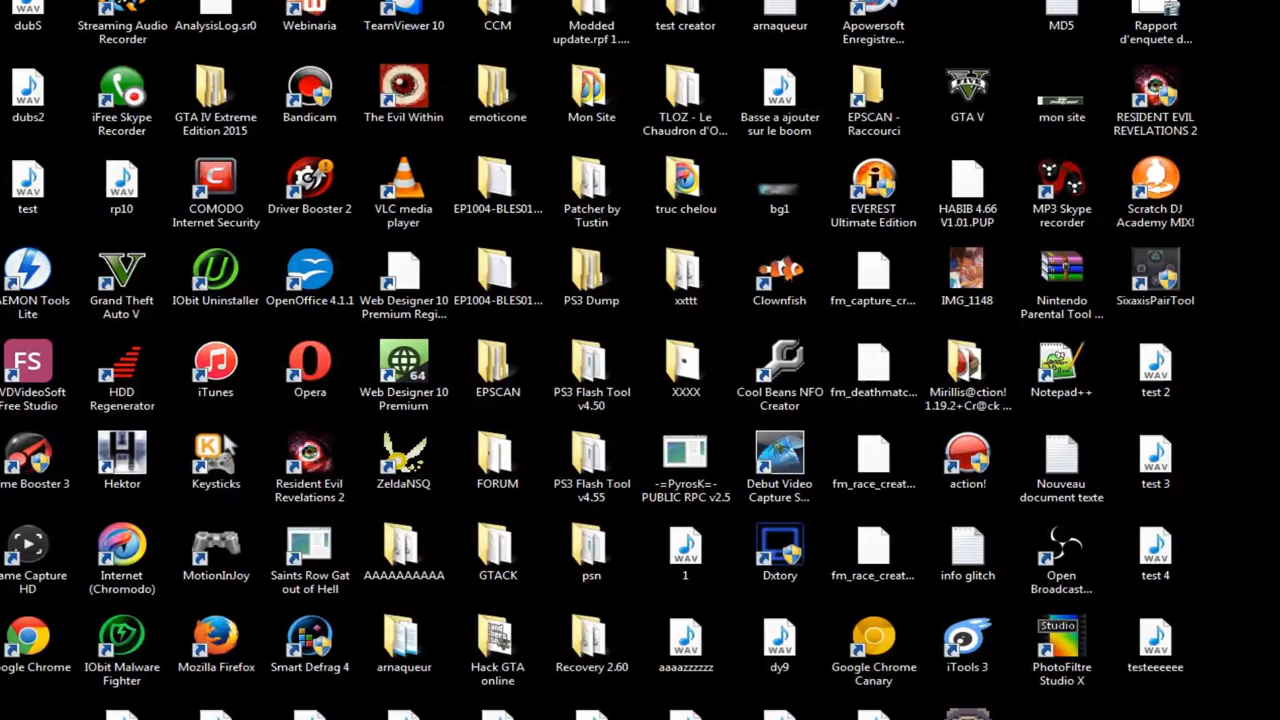 dubS
Streaming Audio
Recorder
AnalysisLog.sr0
Webinaria
TeamViewer 10
CCM
Modded
update.rpf 1....
test creator
arnaqueur
Apowersoft
Enregistre...
MD5
Rapport
d'enquete d...
dubs2
iFree Skype
Recorder
GTA IV Extreme
Edition 2015
Bandicam
The Evil Within
emoticone
Mon Site
TLOZ - Le
Chaudron d'O...
Basse a ajouter
sur le boom
EPSCAN -
Raccourci
GTA V
mon site
RESIDENT EVIL
REVELATIONS 2
test
rp10
COMODO
Internet Security
Driver Booster 2
VLC media
player
EP1004-BLES01...
Patcher by
Tustin
truc chelou
bg1
EVEREST
Ultimate Edition
HABIB 4.66
V1.01.PUP
MP3 Skype
recorder
Scratch DJ
Academy MIX!
AEMON Tools
Lite
Grand Theft
Auto V
IObit Uninstaller
OpenOffice 4.1.1
Web Designer 10
Premium Regi...
EP1004-BLES01...
PS3 Dump
xxttt
Clownfish
fm_capture_cr...
IMG_1148
Nintendo
Parental Tool ...
SixaxisPairTool
FS
VDVideoSoft
Free Studio
HDD
Regenerator
iTunes
Opera
64
Web Designer 10
Premium
EPSCAN
PS3 Flash Tool
v4.50
XXXX
Cool Beans NFO
Creator
fm_deathmatc...
Mirillis@ction!
1.19.2+Cr@ck ...
Notepad++
test 2
me Booster 3
Hektor
Keysticks
Resident Evil
Revelations 2
ZeldaNSQ
FORUM
PS3 Flash Tool
v4.55
-=PyrosK=-
PUBLIC RPC v2.5
Debut Video
Capture S...
fm_race_creat...
action!
Nouveau
document texte
test 3
ame Capture
HD
Internet
(Chromodo)
MotionInJoy
Saints Row Gat
out of Hell
AAAAAAAAAA
GTACK
psn
1
Dxtory
fm_race_creat...
info glitch
Open
Broadcast...
test 4
ogle Chrome
IObit Malware
Fighter
Mozilla Firefox
Smart Defrag 4
arnaqueur
Hack GTA
online
Recovery 2.60
aaaazzzzzz
dy9
Google Chrome
Canary
iTools 3
Studio
PhotoFiltre
Studio X
testeeeeee